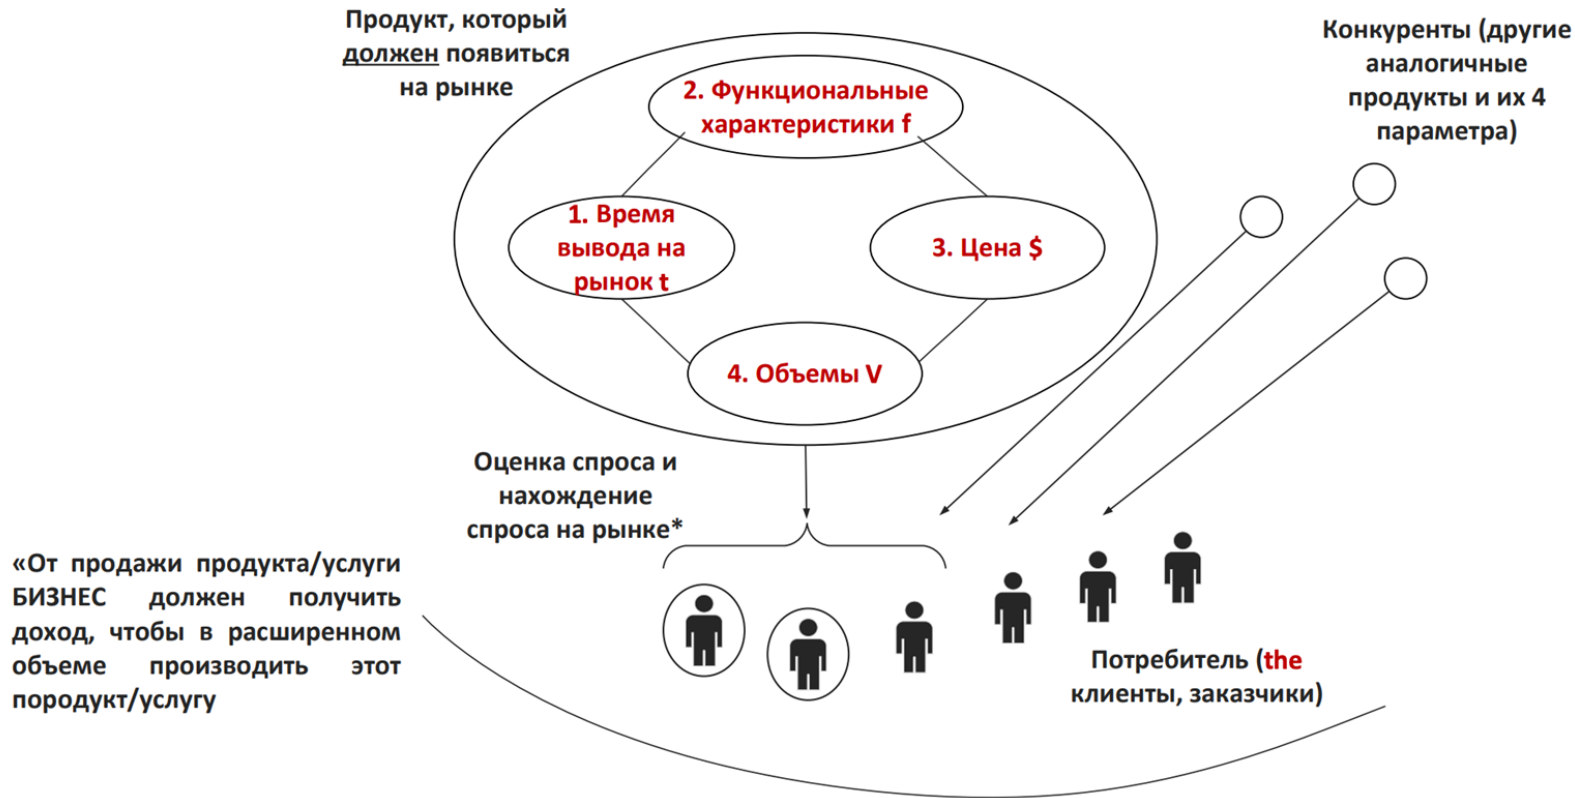 Продукт, который
должен появиться
на рынке
2. Функциональные
характеристики f
1. Время
вывода на
рынок t
3. Цена $
4. Объемы V
Конкуренты (другие
аналогичные
продукты и их 4
параметра)
Оценка спроса и
нахождение
спроса на рынке*
«От продажи продукта/услуги
БИЗНЕС должен получить
доход, чтобы в расширенном
объеме производить этот
породукт/услугу
Потребитель (the
клиенты, заказчики)